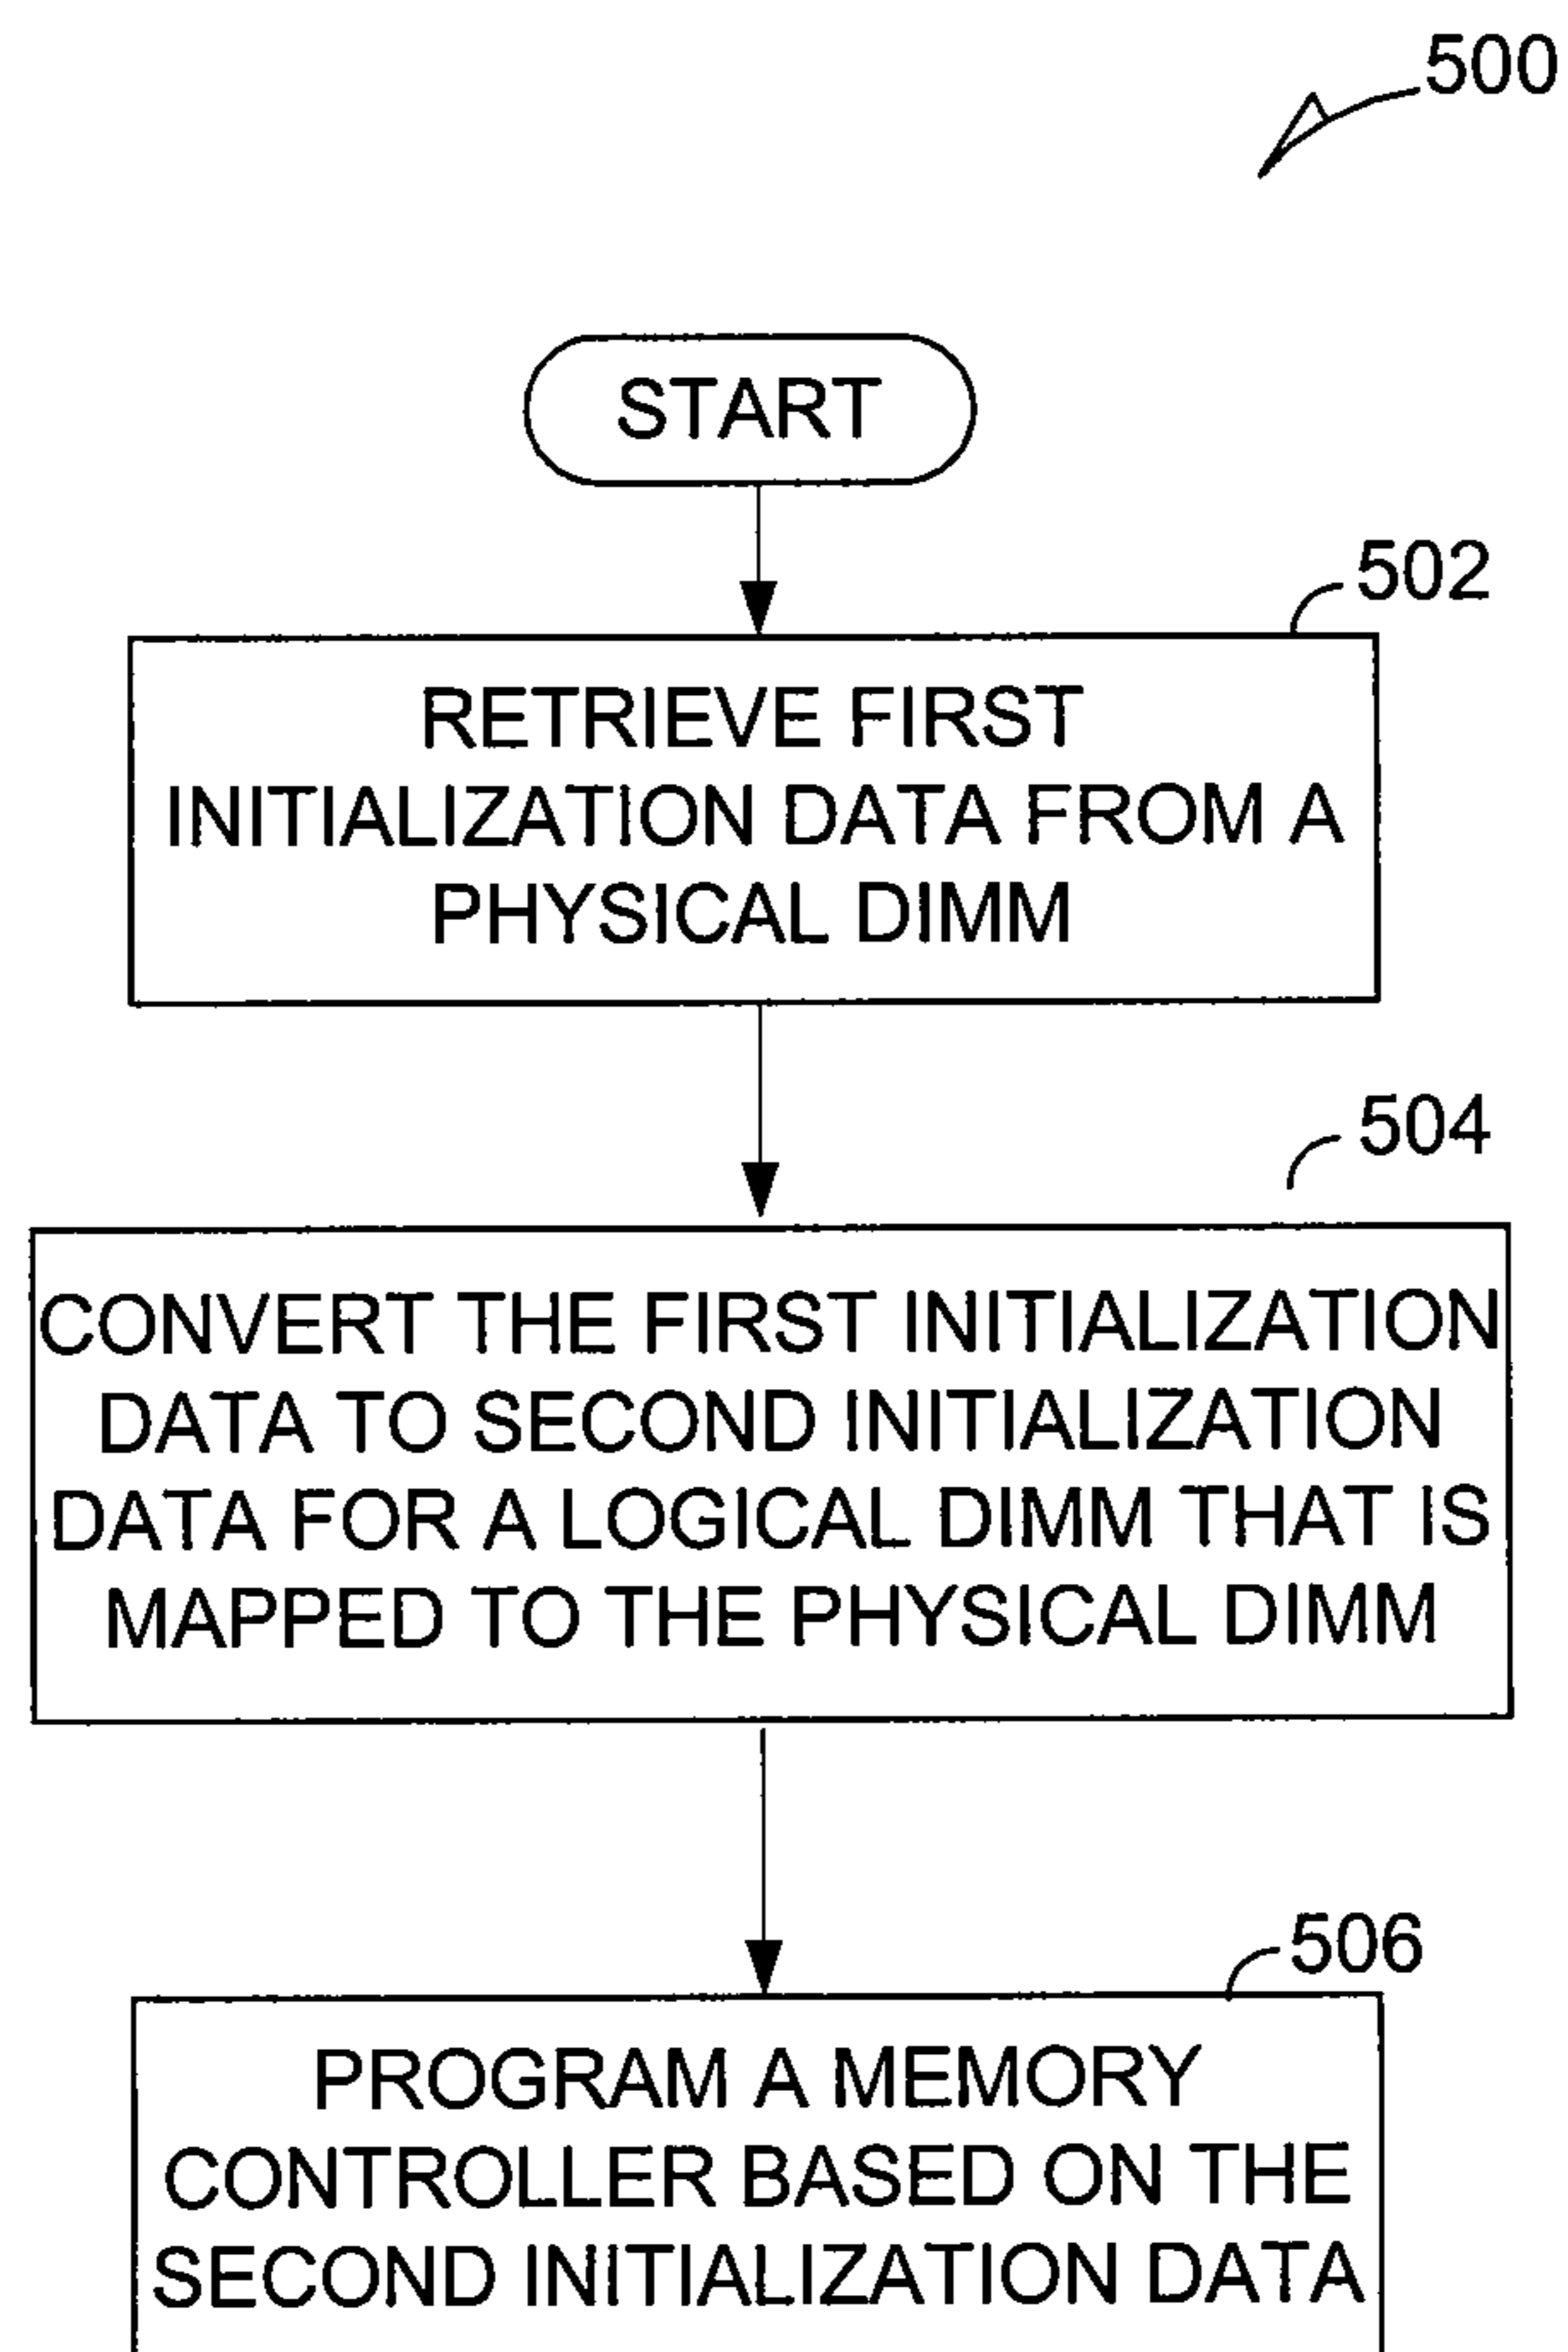 500
START
502
RETRIEVE FIRST
INITIALIZATION DATA FROM A
PHYSICAL DIMM
504
CONVERT THE FIRST INITIALIZATION
DATA TO SECOND INITIALIZATION
DATA FOR A LOGICAL DIMM THAT IS
MAPPED TO THE PHYSICAL DIMM
506
PROGRAM A MEMORY
CONTROLLER BASED ON THE
SECOND INITIALIZATION DATA